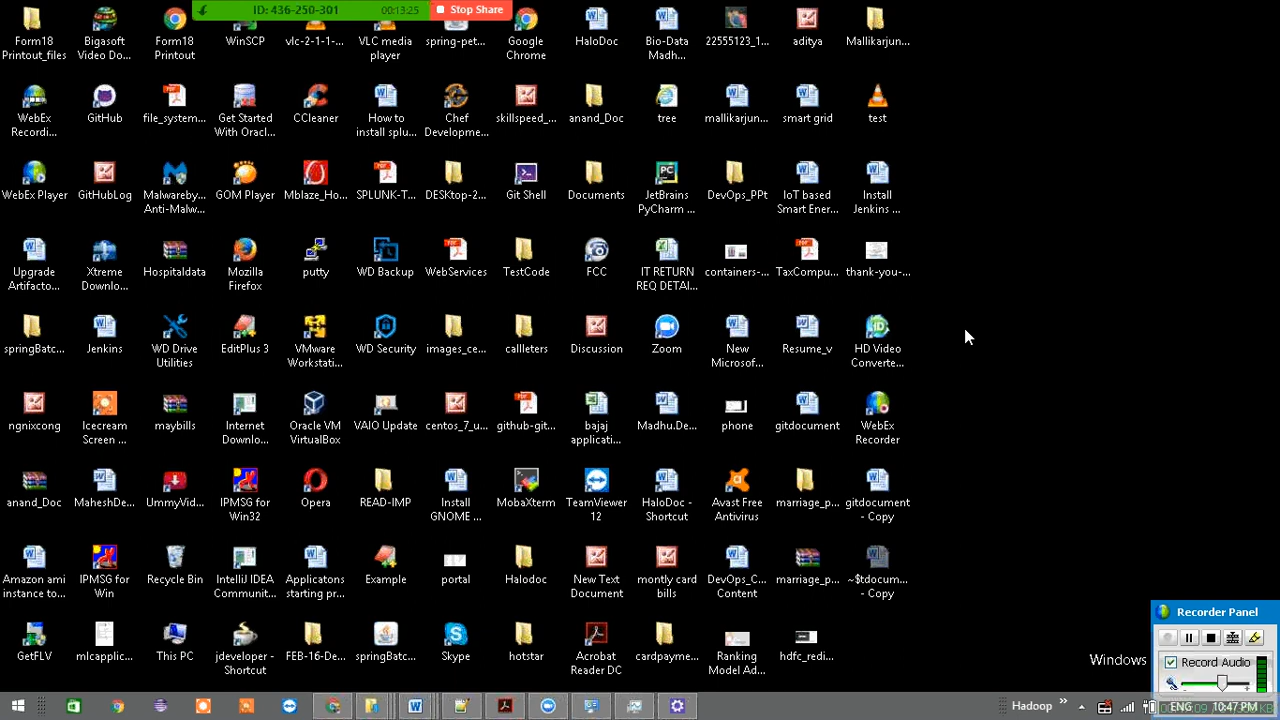 ID: 436-250-301 00:13:25 Stop Share
Form18 Printout_files
Bigasoft Video Do...
Form18 Printout
WinSCP
vlc-2-1-1-...
VLC media player
spring-pet...
Google Chrome
HaloDoc
Bio-Data Madh...
22555123_1...
aditya
Mallikarjun...
WebEx Recordi...
GitHub
file_system...
Get Started With Oracl...
CCleaner
How to install splu...
Chef Developme...
skillspeed_...
anand_Doc
tree
mallikarjun...
smart grid
test
WebEx Player
GitHubLog
Malwareby... Anti-Malw...
GOM Player
Mblaze_Ho...
SPLUNK-T...
DESKtop-2...
Git Shell
Documents
JetBrains PyCharm ...
DevOps_PPt
IoT based Smart Ener...
Install Jenkins ...
Upgrade Artifacto...
Xtreme Downlo...
Hospitaldata
Mozilla Firefox
putty
WD Backup
WebServices
TestCode
FCC
IT RETURN REQ DETAI...
containers-...
TaxCompu...
thank-you-...
springBatc...
Jenkins
WD Drive Utilities
EditPlus 3
VMware Workstati...
WD Security
images_ce...
callleters
Discussion
Zoom
New Microsof...
Resume_v
HD Video Converte...
ngnixcong
Icecream Screen ...
maybills
Internet Downlo...
Oracle VM VirtualBox
VAIO Update
centos_7_u...
github-git...
bajaj applicati...
Madhu.De...
phone
gitdocument
WebEx Recorder
anand_Doc
MaheshDe...
UmmyVid...
IPMSG for Win32
Opera
READ-IMP
Install GNOME ...
MobaXterm
TeamViewer 12
HaloDoc - Shortcut
Avast Free Antivirus
marriage_p...
gitdocument - Copy
Amazon ami instance to...
IPMSG for Win
Recycle Bin
IntelliJ IDEA Communit...
Applicatons starting pr...
Example
portal
Halodoc
New Text Document
montly card bills
DevOps_C... Content
marriage_p...
~$tdocum... - Copy
GetFLV
mlcapplic...
This PC
jdeveloper - Shortcut
FEB-16-De...
springBatc...
Skype
hotstar
Acrobat Reader DC
cardpayme...
Ranking Model Ad...
hdfc_redi...
Recorder Panel
Windows
Record Audio
Hadoop » ENG 10:47 PM